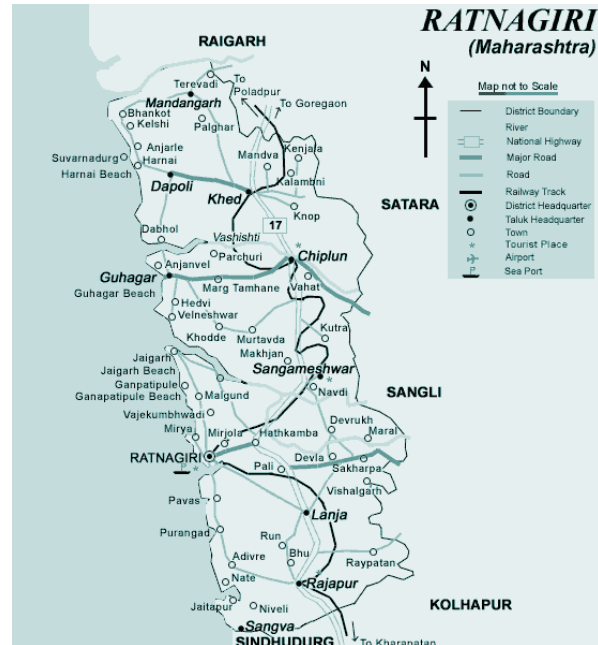 RATNAGIRI
(Maharashtra)
RAIGARH
N
To
Poladpur
To Goregaon
Terevadi
Mandangarh
Map not to Scale
District Boundary
River
National Highway
Major Road
Road
Railway Track
District Headquarter
Taluk Headquarter
Town
Tourist Place
Airport
Sea Port
Bhankot
Kelshi
Palghar
Anjarle
Suvarnadurg
Harnai
Harnai Beach
Mandva
Kenjala
Kalambni
Dapoli
Khed
Knop
SATARA
17
Dabhol
Vashishti
Parchuri
Chiplun
Anjanvel
Guhagar
Guhagar Beach
Marg Tamhane
Vahat
Hedvi
Velneshwar
Khodde
Murtavda
Kutra
Makhjan
Jaigarh
Jaigarh Beach
Sangameshwar
Ganpatipule
Ganapatipule Beach
Malgund
Navdi
SANGLI
Vajekumbhwadi
Devrukh
Mirya
Mirjola
Hathkamba
Maral
RATNAGIRI
Devla
Pali
Sakharpa
Vishalgarh
Pavas
Lanja
Purangad
Run
Bhu
Adivre
Raypatan
Nate
Rajapur
Jaitapur
Niveli
KOLHAPUR
Sangva
SINDHUDURG
To Kharapatan